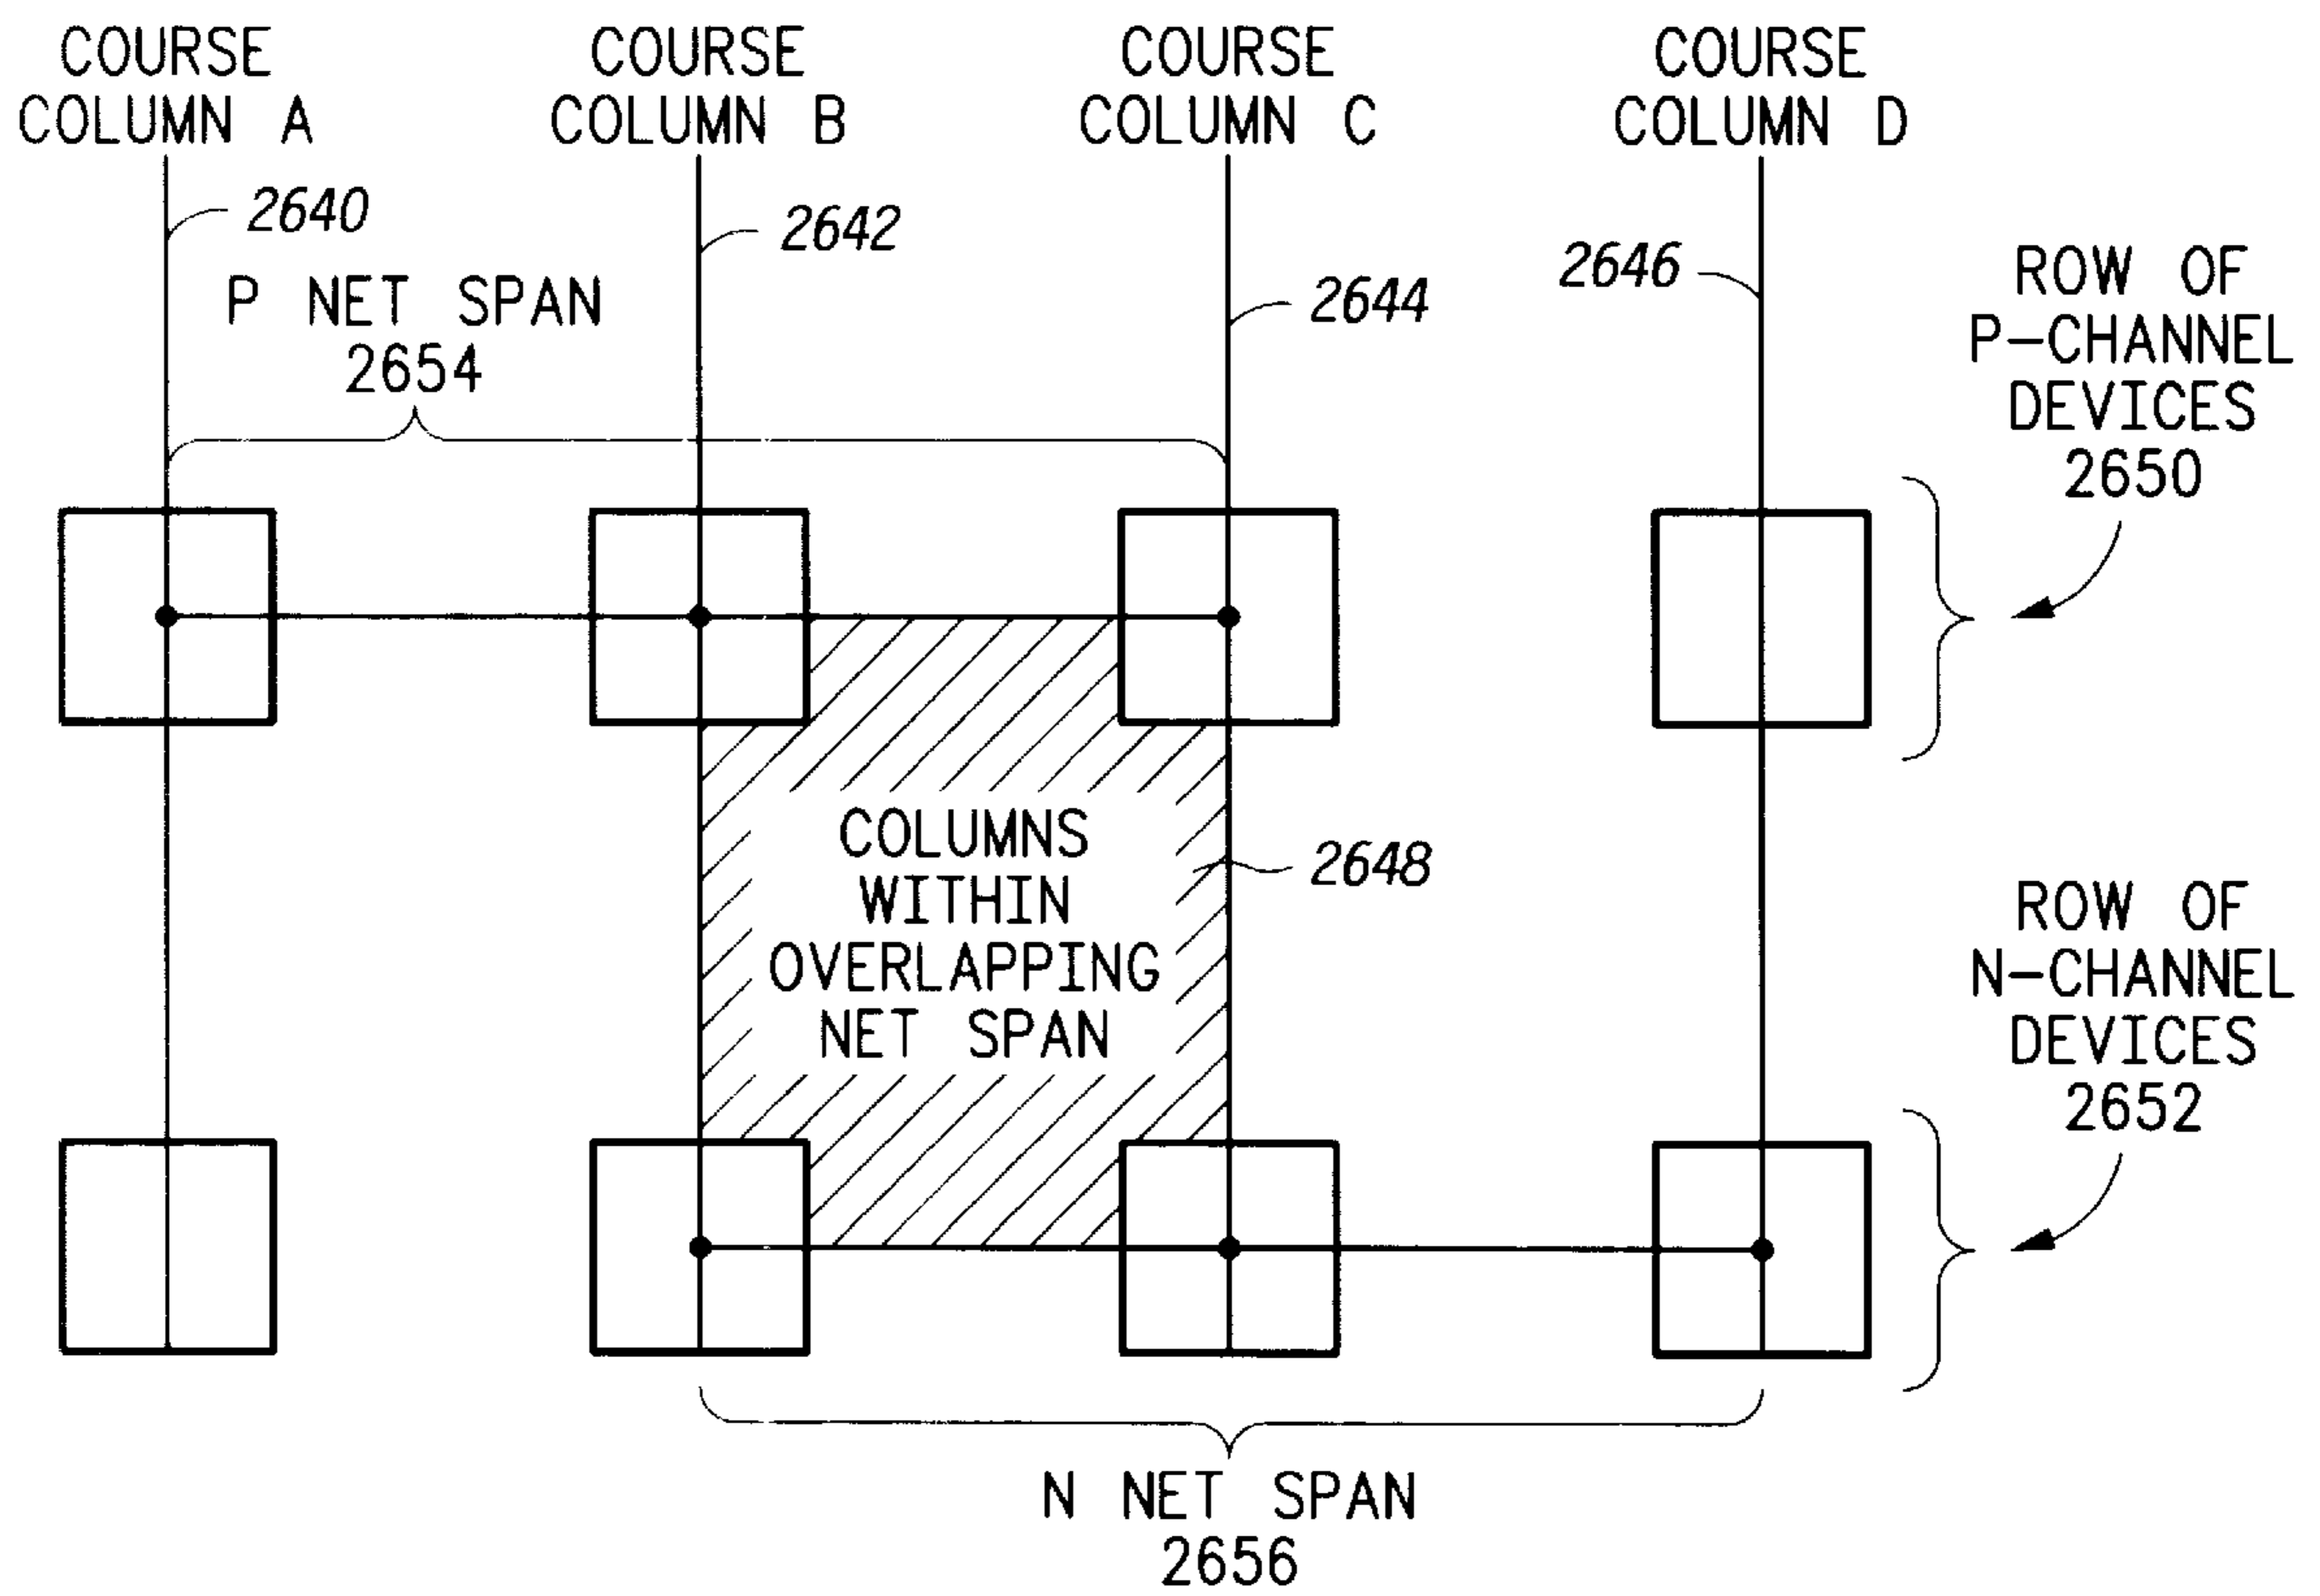 COURSE
COLUMN A
COURSE
COLUMN B
COURSE
COLUMN C
COURSE
COLUMN D
2640
2642
2644
2646
P NET SPAN
2654
ROW OF
P-CHANNEL
DEVICES
2650
COLUMNS
WITHIN
OVERLAPPING
NET SPAN
2648
ROW OF
N-CHANNEL
DEVICES
2652
N NET SPAN
2656